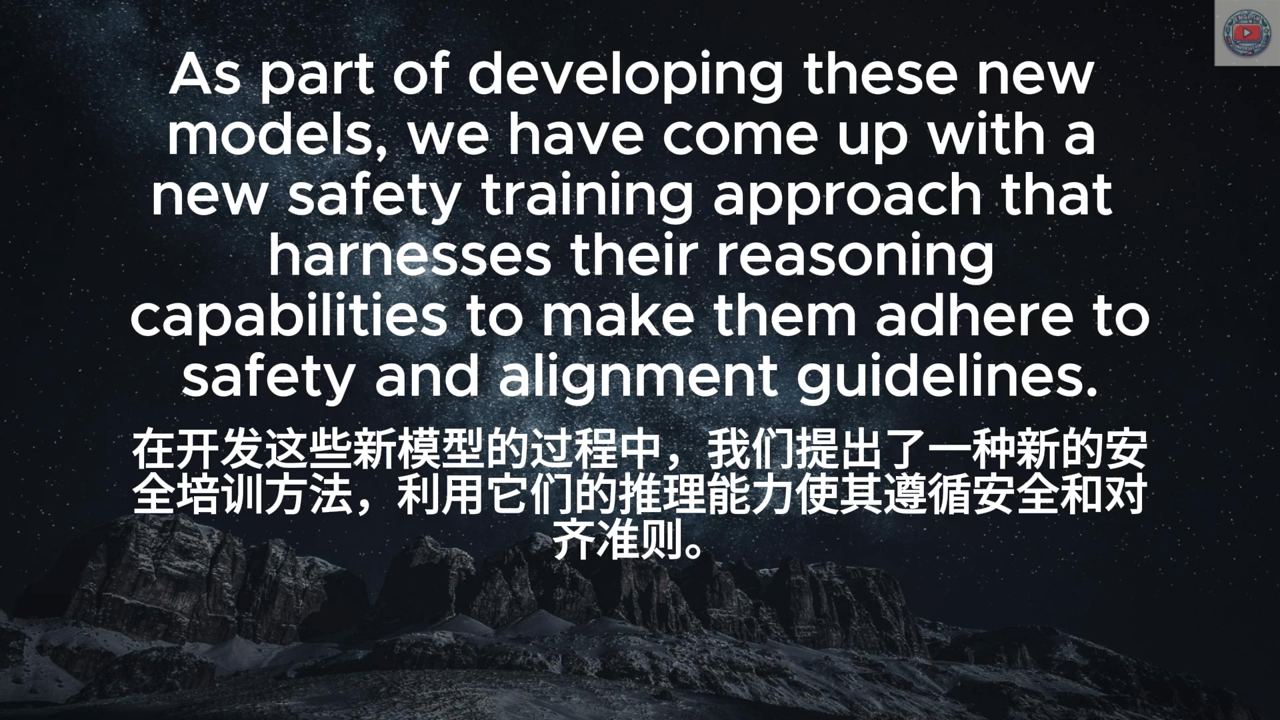 As part of developing these new
models, we have come up with a
new safety training approach that
harnesses their reasoning
capabilities to make them adhere to
safety and alignment guidelines.
在开发这些新模型的过程中，我们提出了一种新的安
全培训方法，利用它们的推理能力使其遵循安全和对
齐准则。